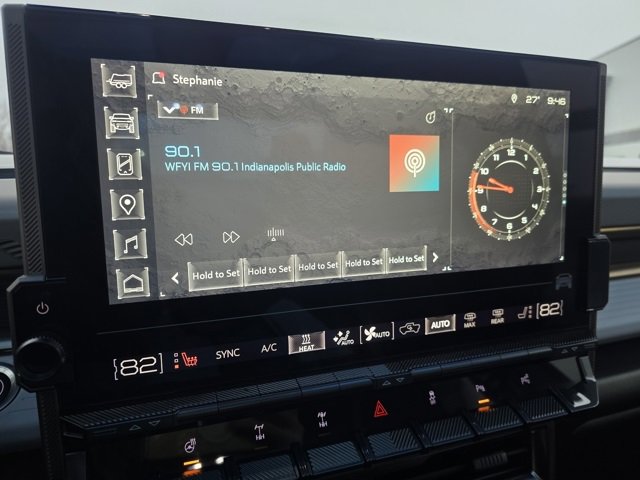 Stephanie
27° 9:46
FM
90.1
WFYI FM 90.1 Indianapolis Public Radio
12
Hold to Set Hold to Set Hold to Set Hold to Set Hold to Set
82 SYNC A/C HEAT AUTO AUTO AUTO MAX REAR 82